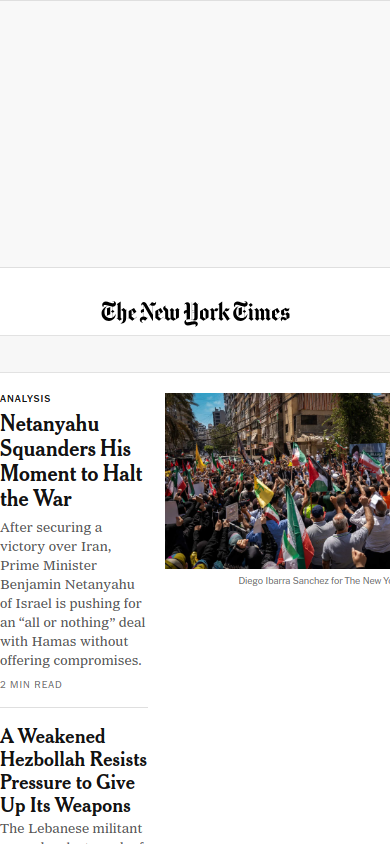 The New York Times
ANALYSIS
Netanyahu
Squanders His
Moment to Halt
the War
After securing a
victory over Iran,
Prime Minister
Benjamin Netanyahu
of Israel is pushing for
an “all or nothing” deal
with Hamas without
offering compromises.
2 MIN READ
Diego Ibarra Sanchez for The New Yo
A Weakened
Hezbollah Resists
Pressure to Give
Up Its Weapons
The Lebanese militant